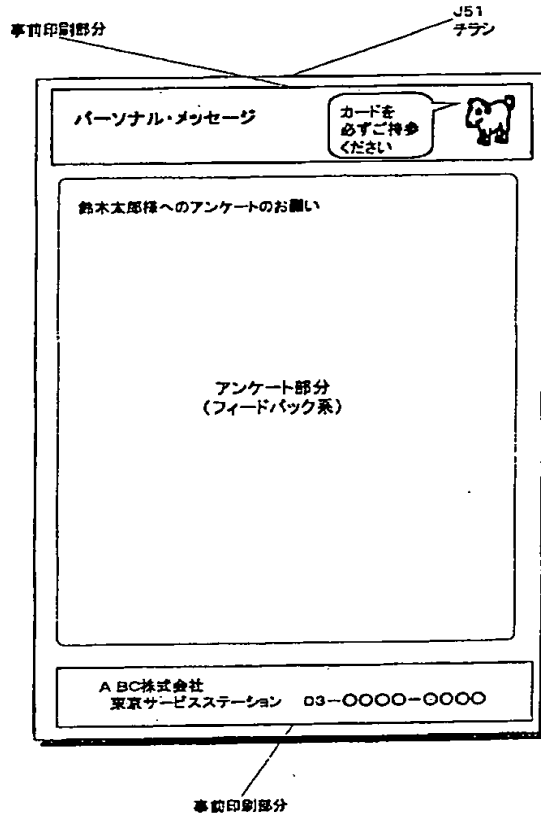 J51
チラシ
事前印刷部分
パーソナル・メッセージ
カードを
必ずご持参
ください
鈴木太郎様へのアンケートのお願い
アンケート部分
(フィードバック系)
ABC株式会社
東京サービスステーション 03-〇〇〇〇-〇〇〇〇
事前印刷部分